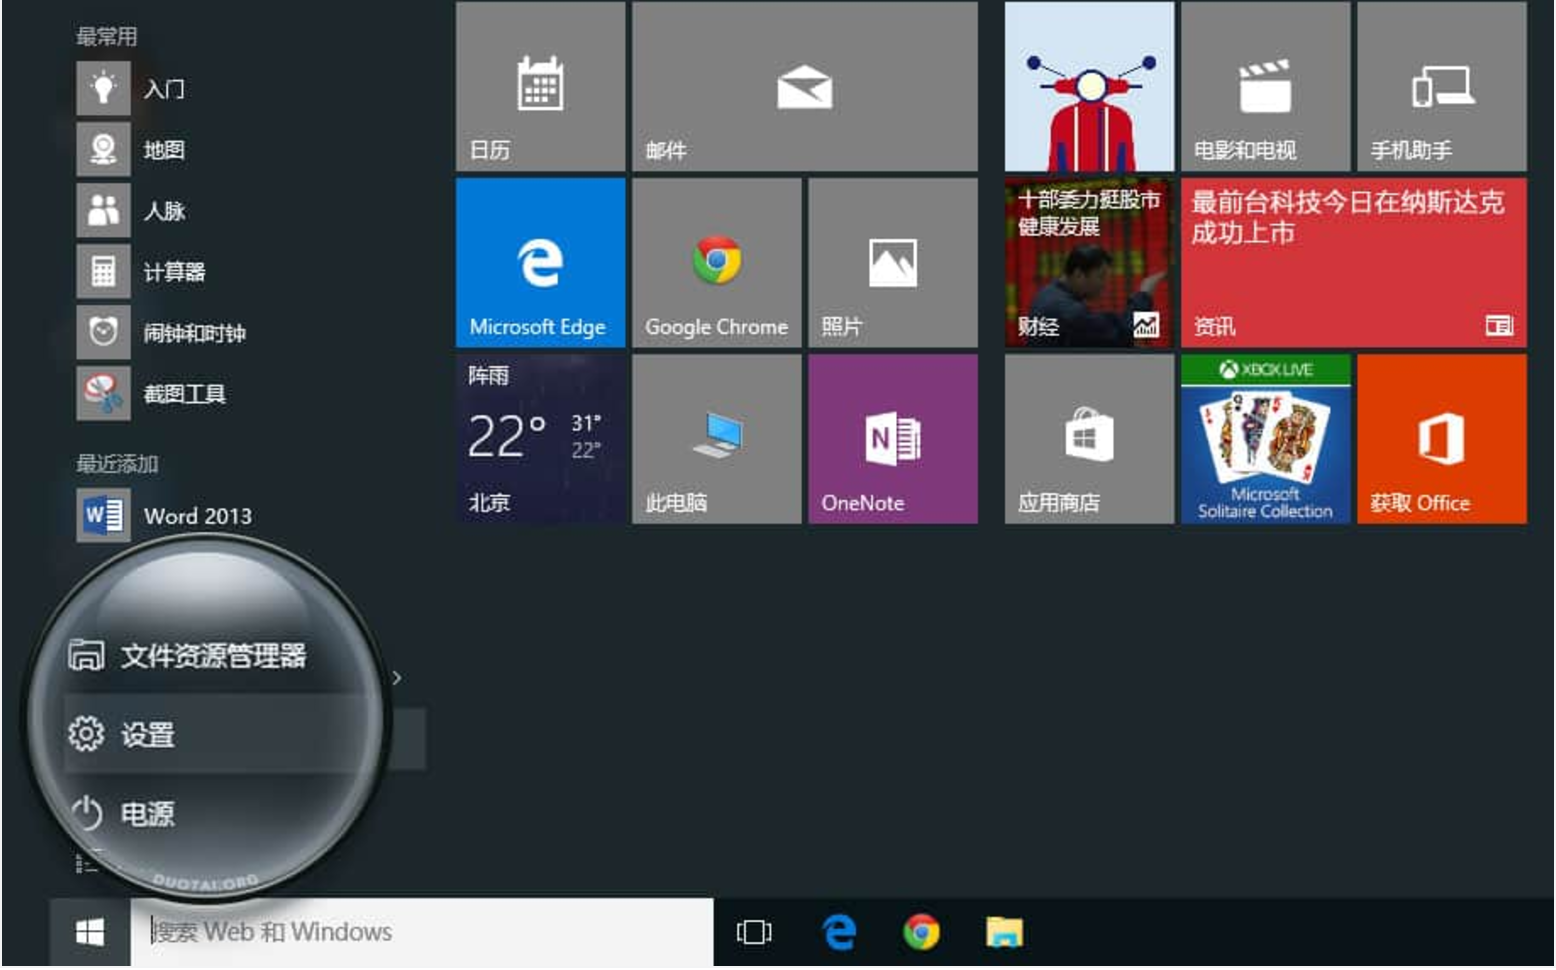 最常用
入门
地图
人脉
计算器
闹钟和时钟
截图工具
最近添加
Word 2013
文件资源管理器
设置
电源
DUOTAI.ORG
搜索 Web 和 Windows
日历
邮件
Microsoft Edge
Google Chrome
照片
阵雨
22°
31°
22°
北京
此电脑
N
OneNote
电影和电视
手机助手
十部委力挺股市
健康发展
财经
最前台科技今日在纳斯达克
成功上市
资讯
应用商店
XBOX LIVE
Microsoft
Solitaire Collection
获取 Office